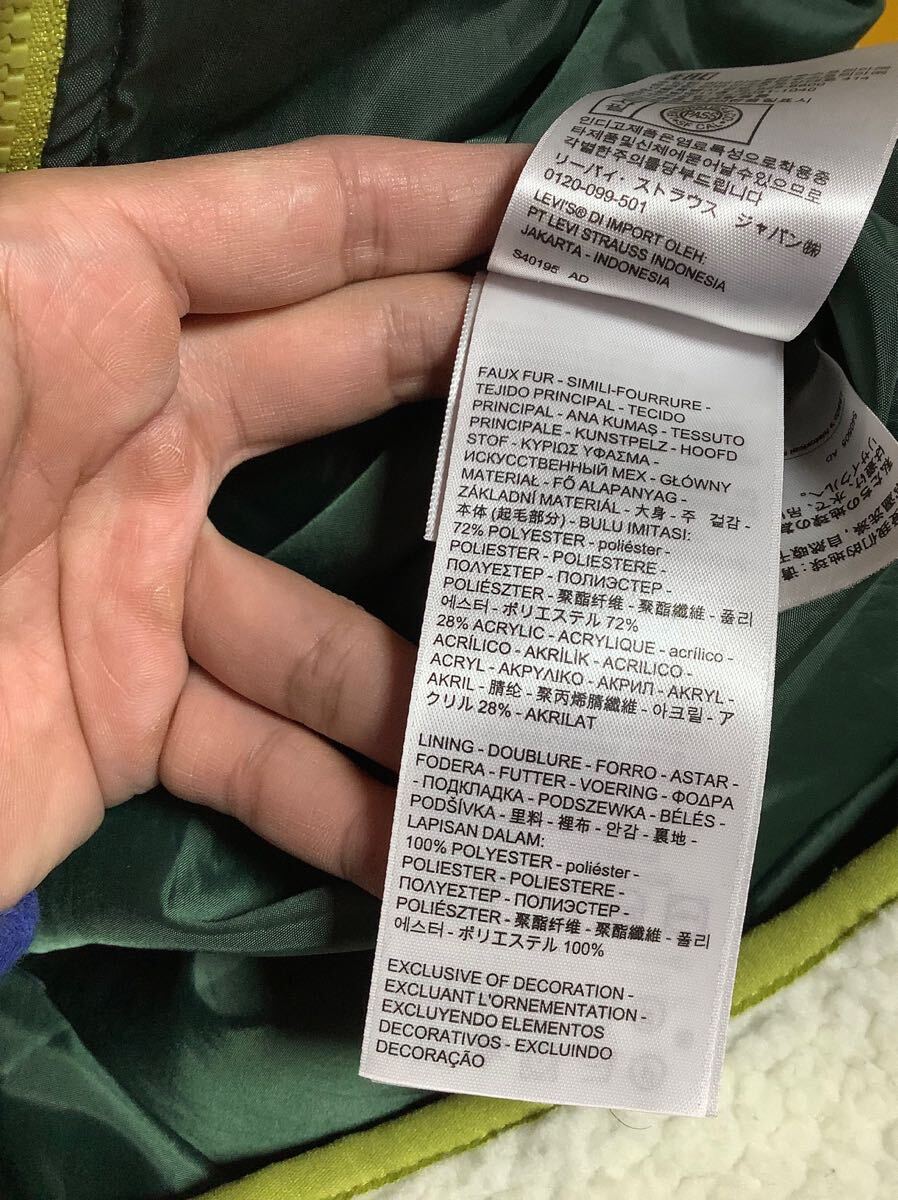 PASS
인디고제품은염료특성으로착용중
타제품및신체에묻어날수있으므로
각별한주의를당부드립니다
リーバイ・ストラウス ジャパン㈱
0120-099-501
LEVI'S® DI IMPORT OLEH:
PT LEVI STRAUSS INDONESIA
JAKARTA - INDONESIA
S40195 AD
FAUX FUR - SIMILI-FOURRURE -
TEJIDO PRINCIPAL - TECIDO
PRINCIPAL - ANA KUMAŞ - TESSUTO
PRINCIPALE - KUNSTPELZ - HOOFD
STOF - ΚΥΡΙΩΣ ΥΦΑΣΜΑ -
ИСКУССТВЕННЫЙ МЕХ - GŁÓWNY
MATERIAŁ - FŐ ALAPANYAG -
ZÁKLADNÍ MATERIÁL - 大身 - 주 겉감 -
本体 (起毛部分) - BULU IMITASI:
72% POLYESTER - poliéster -
POLIESTER - POLIESTERE -
ΠΟΛΥΕΣΤΕΡ - ПОЛИЭСТЕР -
POLIÉSZTER - 聚酯纤维 - 聚酯纖維 - 폴리
에스터 - ポリエステル 72%
28% ACRYLIC - ACRYLIQUE - acrílico -
ACRÍLICO - AKRİLİK - ACRILICO -
ACRYL - ΑΚΡΥΛΙΚΟ - АКРИЛ - AKRYL -
AKRIL - 腈纶 - 聚丙烯腈纖維 - 아크릴 - ア
クリル 28% - AKRILAT
LINING - DOUBLURE - FORRO - ASTAR -
FODERA - FUTTER - VOERING - ΦΟΔΡΑ
- ПОДКЛАДКА - PODSZEWKA - BÉLÉS -
PODŠÍVKA - 里料 - 裡布 - 안감 - 裏地 -
LAPISAN DALAM:
100% POLYESTER - poliéster -
POLIESTER - POLIESTERE -
ΠΟΛΥΕΣΤΕΡ - ПОЛИЭСТЕР -
POLIÉSZTER - 聚酯纤维 - 聚酯纖維 - 폴리
에스터 - ポリエステル 100%
EXCLUSIVE OF DECORATION -
EXCLUANT L'ORNEMENTATION -
EXCLUYENDO ELEMENTOS
DECORATIVOS - EXCLUINDO
DECORAÇÃO